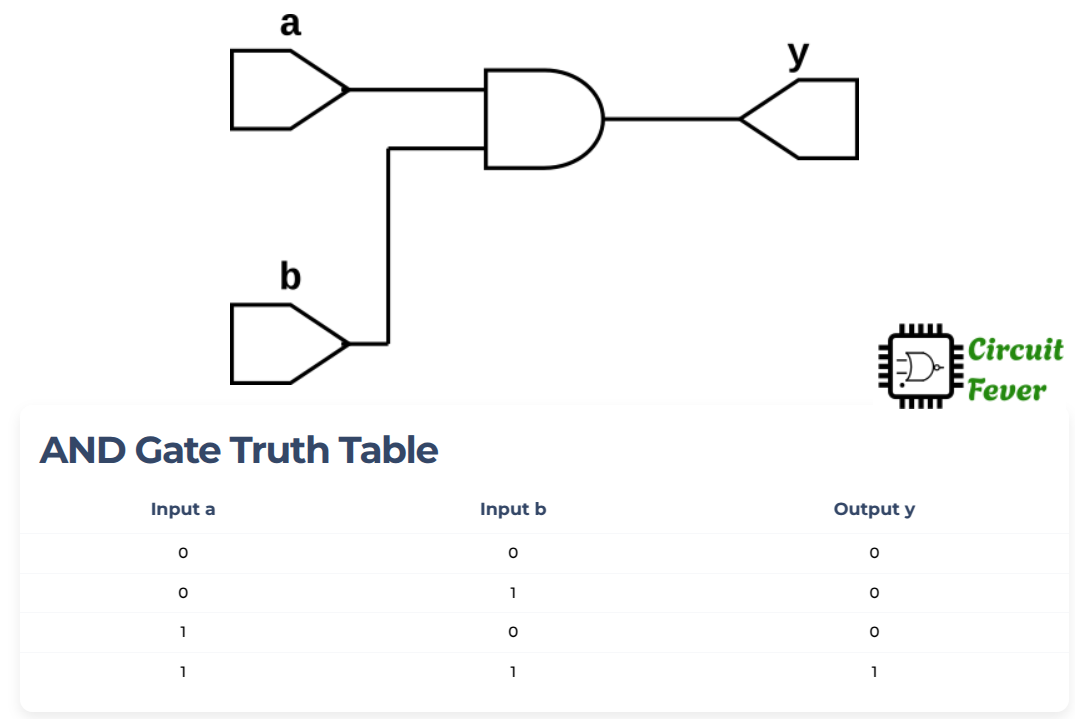 a
y
b
Circuit
Fever
AND Gate Truth Table
Input a Input b Output y
0 0 0
0 1 0
1 0 0
1 1 1